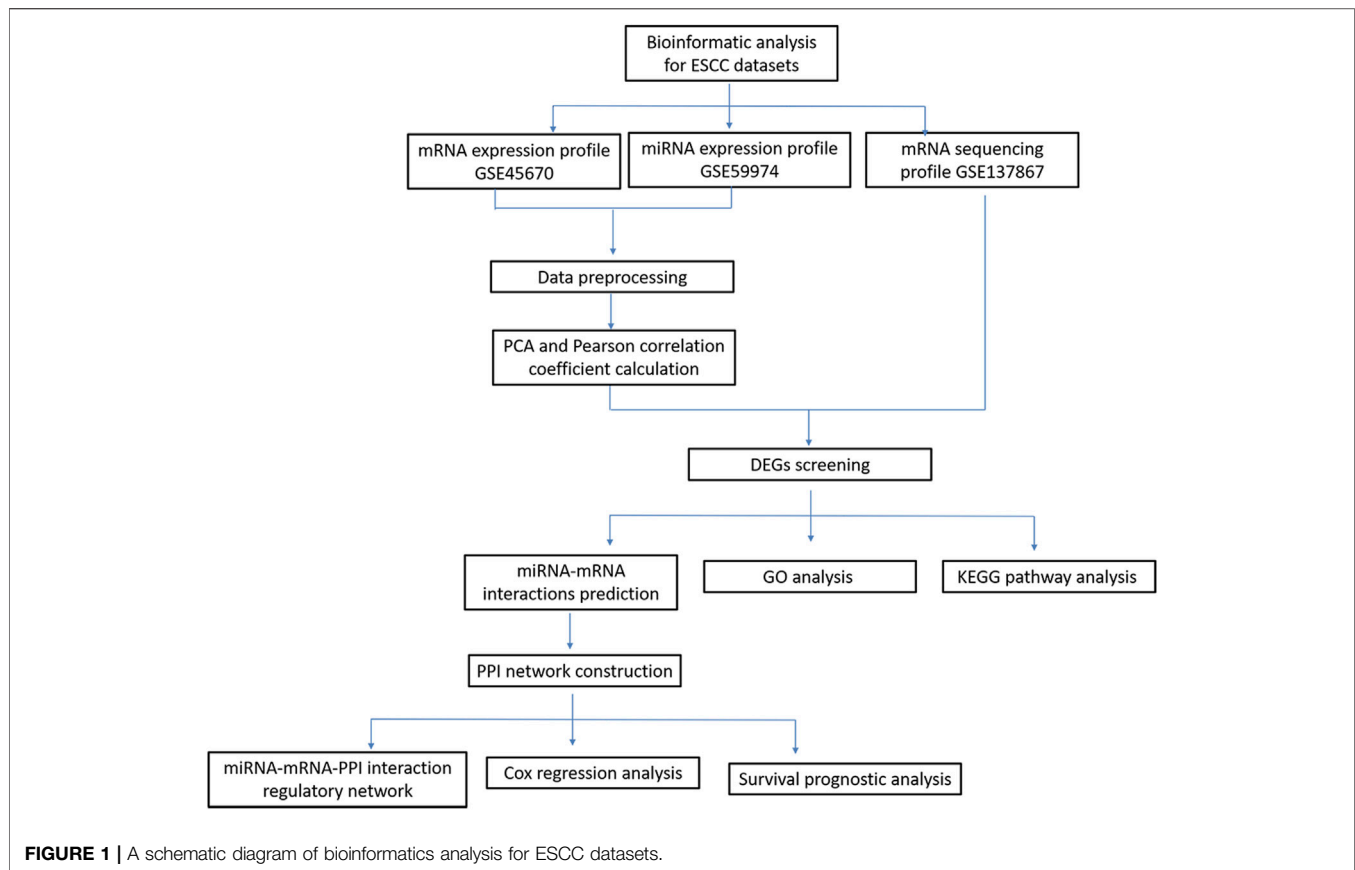 Bioinformatic analysis
for ESCC datasets
mRNA expression profile
GSE45670
miRNA expression profile
GSE59974
mRNA sequencing
profile GSE137867
Data preprocessing
PCA and Pearson correlation
coefficient calculation
DEGs screening
miRNA-mRNA
interactions prediction
GO analysis
KEGG pathway analysis
PPI network construction
miRNA-mRNA-PPI interaction
regulatory network
Cox regression analysis
Survival prognostic analysis
FIGURE 1 | A schematic diagram of bioinformatics analysis for ESCC datasets.